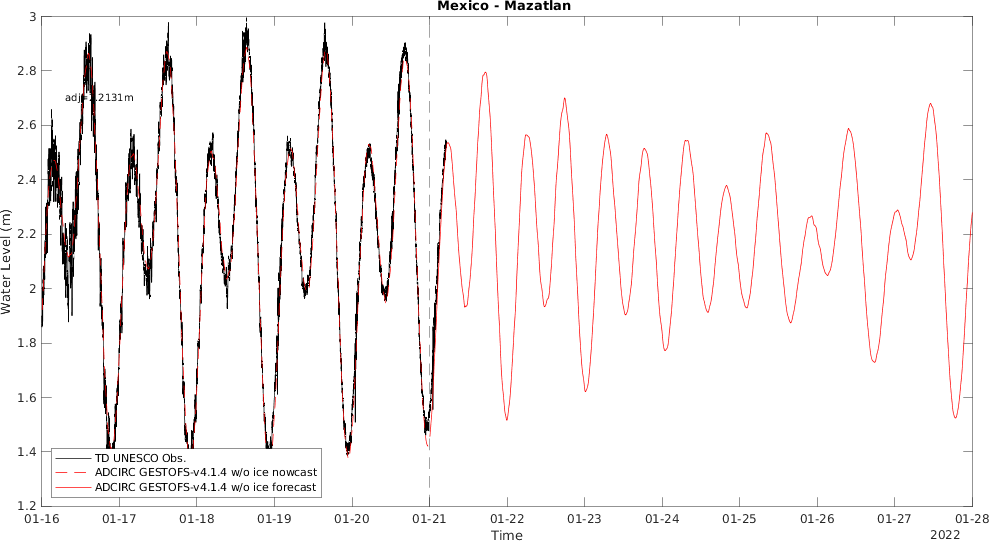 Mexico - Mazatlan
3
2.8
2.6
2.4
2.2
2
1.8
1.6
1.4
1.2
Water Level (m)
TD UNESCO Obs.
ADCIRC GESTOFS-v4.1.4 w/o ice nowcast
ADCIRC GESTOFS-v4.1.4 w/o ice forecast
01-16 01-17 01-18 01-19 01-20 01-21 01-22 01-23 01-24 01-25 01-26 01-27 01-28
Time
2022